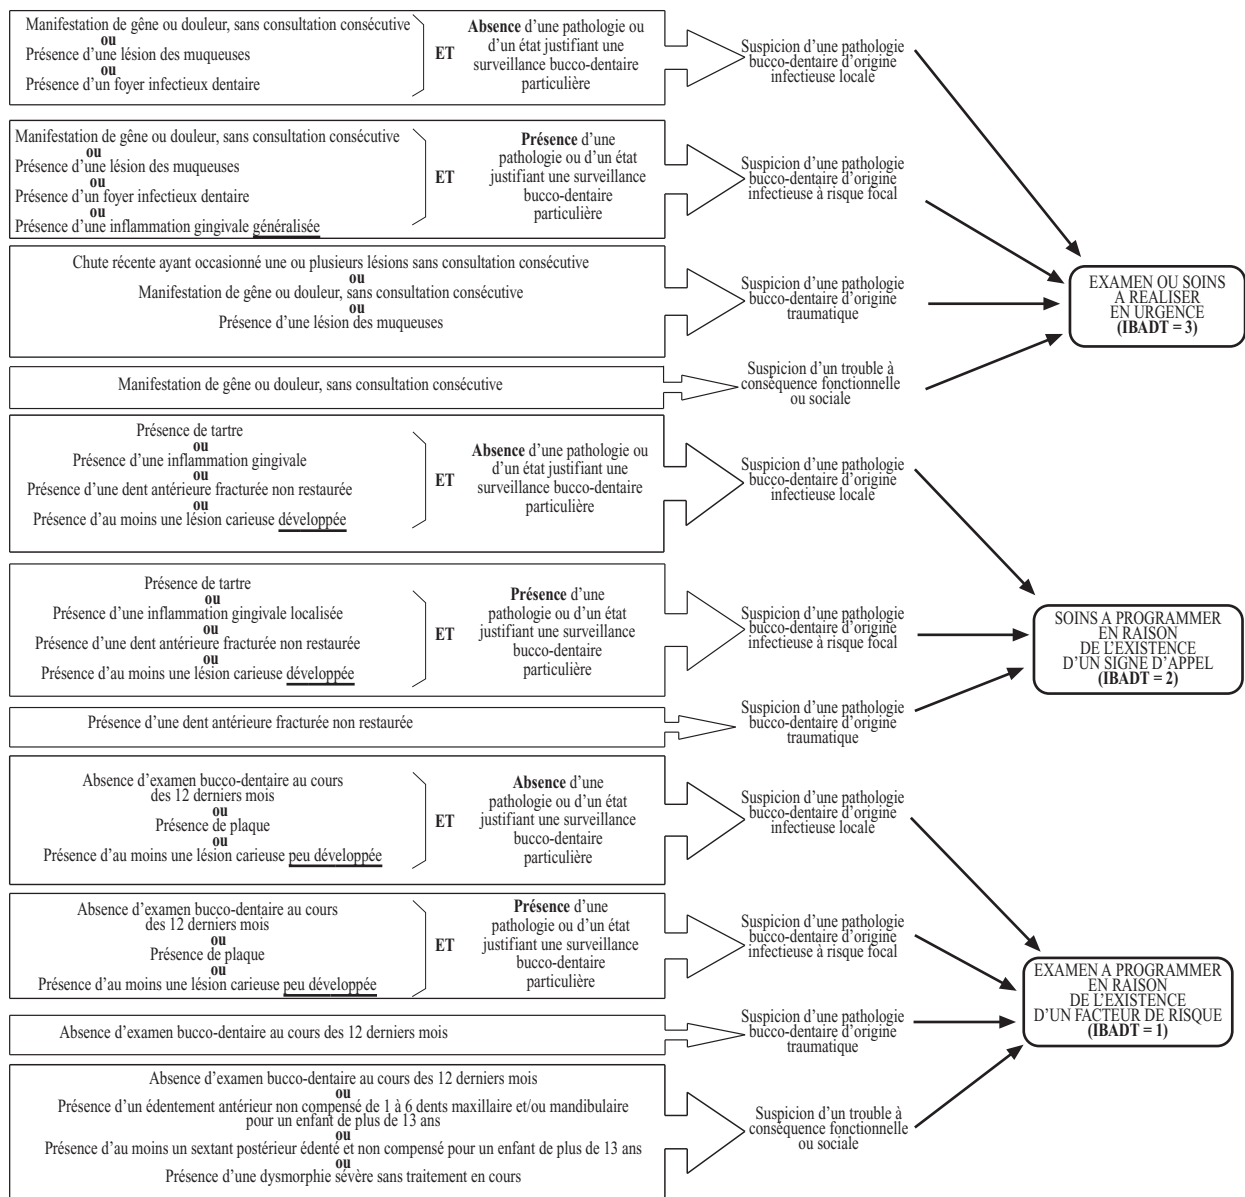 Manifestation de gêne ou douleur, sans consultation consécutive
ou
Présence d'une lésion des muqueuses
ou
Présence d'un foyer infectieux dentaire
ET
Absence d'une pathologie ou
d'un état justifiant une
surveillance bucco-dentaire
particulière
Suspicion d'une pathologie
bucco-dentaire d'origine
infectieuse locale
Manifestation de gêne ou douleur, sans consultation consécutive
ou
Présence d'une lésion des muqueuses
ou
Présence d'un foyer infectieux dentaire
ou
Présence d'une inflammation gingivale généralisée
ET
Présence d'une
pathologie ou d'un état
justifiant une surveillance
bucco-dentaire
particulière
Suspicion d'une pathologie
bucco-dentaire d'origine
infectieuse à risque focal
Chute récente ayant occasionné une ou plusieurs lésions sans consultation consécutive
ou
Manifestation de gêne ou douleur, sans consultation consécutive
ou
Présence d'une lésion des muqueuses
Suspicion d'une pathologie
bucco-dentaire d'origine
traumatique
Manifestation de gêne ou douleur, sans consultation consécutive
Suspicion d'un trouble à
conséquence fonctionnelle
ou sociale
EXAMEN OU SOINS
A REALISER
EN URGENCE
(IBADT = 3)
Présence de tartre
ou
Présence d'une inflammation gingivale
ou
Présence d'une dent antérieure fracturée non restaurée
ou
Présence d'au moins une lésion carieuse développée
ET
Absence d'une pathologie ou
d'un état justifiant une
surveillance bucco-dentaire
particulière
Suspicion d'une pathologie
bucco-dentaire d'origine
infectieuse locale
Présence de tartre
ou
Présence d'une inflammation gingivale localisée
ou
Présence d'une dent antérieure fracturée non restaurée
ou
Présence d'au moins une lésion carieuse développée
ET
Présence d'une
pathologie ou d'un état
justifiant une surveillance
bucco-dentaire
particulière
Suspicion d'une pathologie
bucco-dentaire d'origine
infectieuse à risque focal
Présence d'une dent antérieure fracturée non restaurée
Suspicion d'une pathologie
bucco-dentaire d'origine
traumatique
SOINS A PROGRAMMER
EN RAISON
DE L'EXISTENCE
D'UN SIGNE D'APPEL
(IBADT = 2)
Absence d'examen bucco-dentaire au cours
des 12 derniers mois
ou
Présence de plaque
ou
Présence d'au moins une lésion carieuse peu développée
ET
Absence d'une
pathologie ou d'un état
justifiant une surveillance
bucco-dentaire
particulière
Suspicion d'une pathologie
bucco-dentaire d'origine
infectieuse locale
Absence d'examen bucco-dentaire au cours
des 12 derniers mois
ou
Présence de plaque
ou
Présence d'au moins une lésion carieuse peu développée
ET
Présence d'une
pathologie ou d'un état
justifiant une surveillance
bucco-dentaire
particulière
Suspicion d'une pathologie
bucco-dentaire d'origine
infectieuse à risque focal
Absence d'examen bucco-dentaire au cours des 12 derniers mois
Suspicion d'une pathologie
bucco-dentaire d'origine
traumatique
Absence d'examen bucco-dentaire au cours des 12 derniers mois
ou
Présence d'un édentement antérieur non compensé de 1 à 6 dents maxillaire et/ou mandibulaire
pour un enfant de plus de 13 ans
ou
Présence d'au moins un sextant postérieur édenté et non compensé pour un enfant de plus de 13 ans
ou
Présence d'une dysmorphie sévère sans traitement en cours
Suspicion d'un trouble à
conséquence fonctionnelle
ou sociale
EXAMEN A PROGRAMMER
EN RAISON
DE L'EXISTENCE
D'UN FACTEUR DE RISQUE
(IBADT = 1)